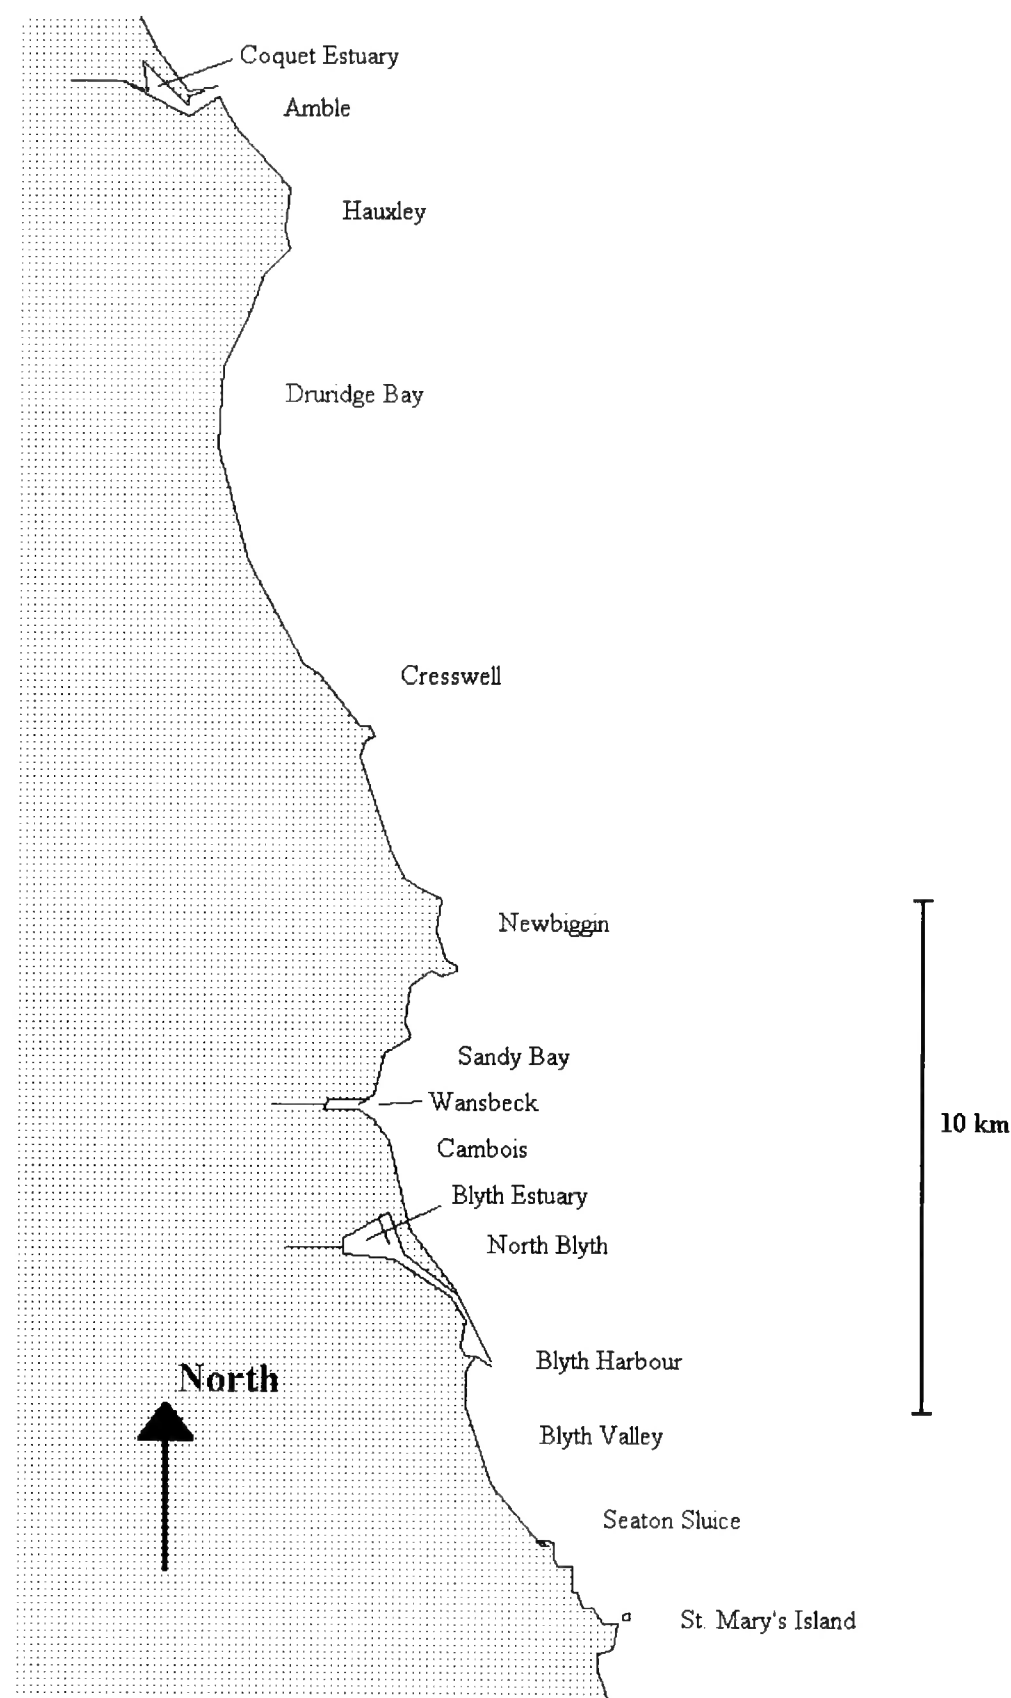 Coquet Estuary
Amble
Hauxley
Druridge Bay
Cresswell
Newbiggin
Sandy Bay
Wansbeck
10 km
Cambois
Blyth Estuary
North Blyth
Blyth Harbour
North
Blyth Valley
Seaton Sluice
St. Mary's Island